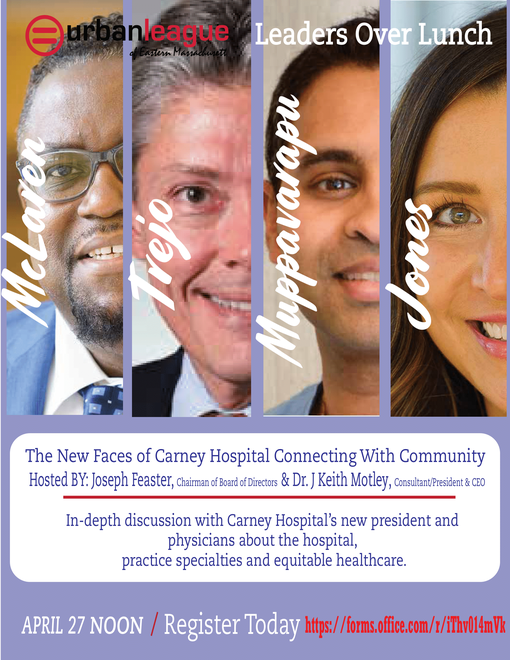 urbanleague
of Eastern Massachusetts
Leaders Over Lunch
McLaren
Trejo
Muppavarapu
Jones
The New Faces of Carney Hospital Connecting With Community
Hosted BY: Joseph Feaster, Chairman of Board of Directors & Dr. J Keith Motley, Consultant/President & CEO
In-depth discussion with Carney Hospital's new president and
physicians about the hospital,
practice specialties and equitable healthcare.
APRIL 27 NOON / Register Today https://forms.office.com/r/iThv014mVk